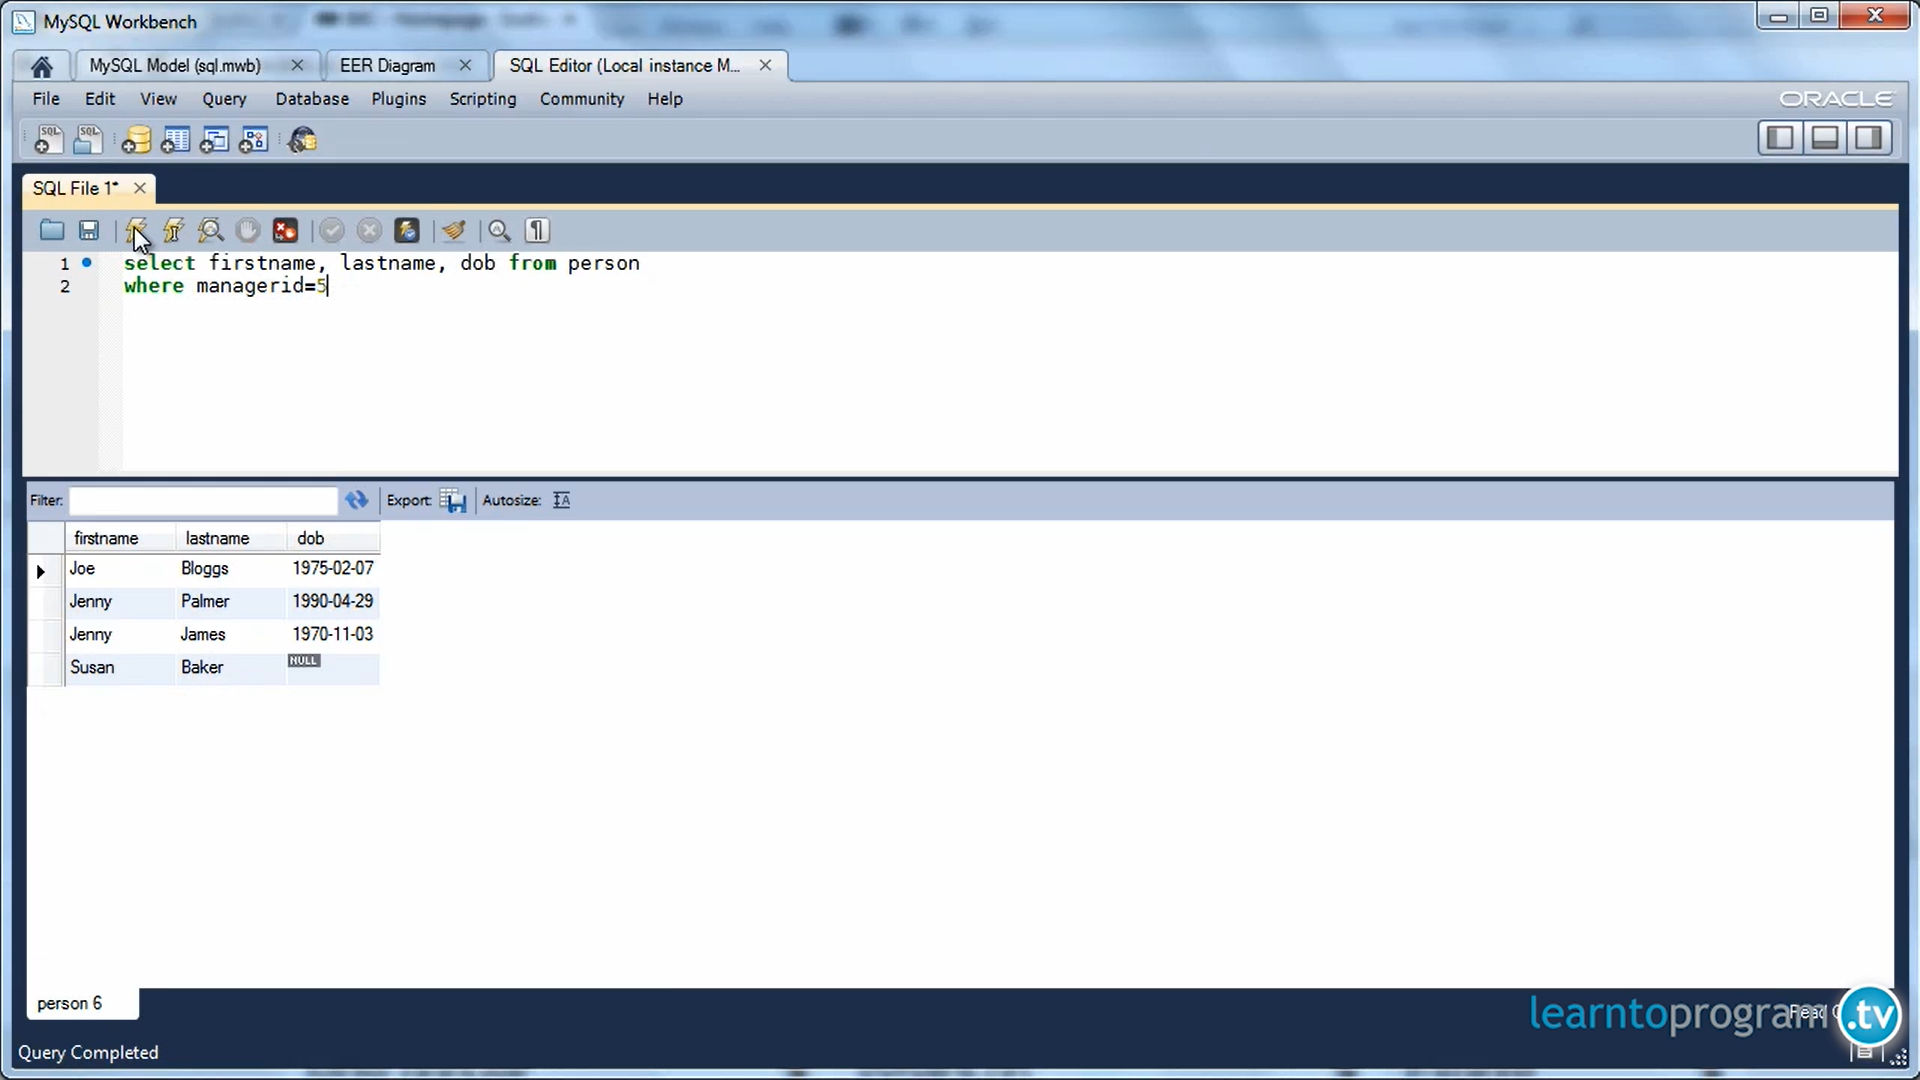 MySQL Workbench
MySQL Model (sql.mwb) EER Diagram SQL Editor (Local instance M...
File Edit View Query Database Plugins Scripting Community Help
ORACLE
SQL SQL
SQL File 1*
1 select firstname, lastname, dob from person
2 where managerid=5
Filter: Export: Autosize:
firstname lastname dob
Joe Bloggs 1975-02-07
Jenny Palmer 1990-04-29
Jenny James 1970-11-03
Susan Baker NULL
person 6
learntoprogram .tv
Query Completed